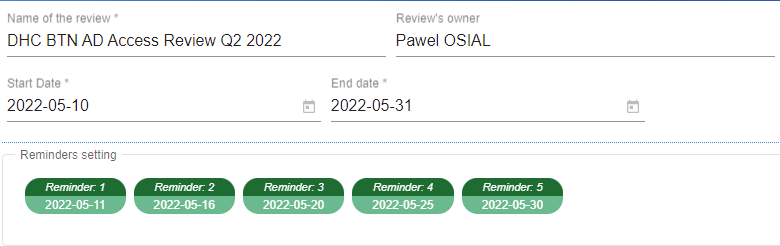 Name of the review *
Review's owner
DHC BTN AD Access Review Q2 2022
Pawel OSIAL
Start Date *
End date *
2022-05-10
2022-05-31
Reminders setting
Reminder: 1
Reminder: 2
Reminder: 3
Reminder: 4
Reminder: 5
2022-05-11
2022-05-16
2022-05-20
2022-05-25
2022-05-30